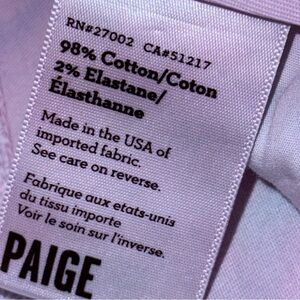 RN#27002 CA#51217
98% Cotton/Coton
2% Elastane/
Élasthanne
Made in the USA of
imported fabric.
See care on reverse.
Fabrique aux etats-unis
du tissu importe
Voir le soin sur l'inverse.
PAIGE